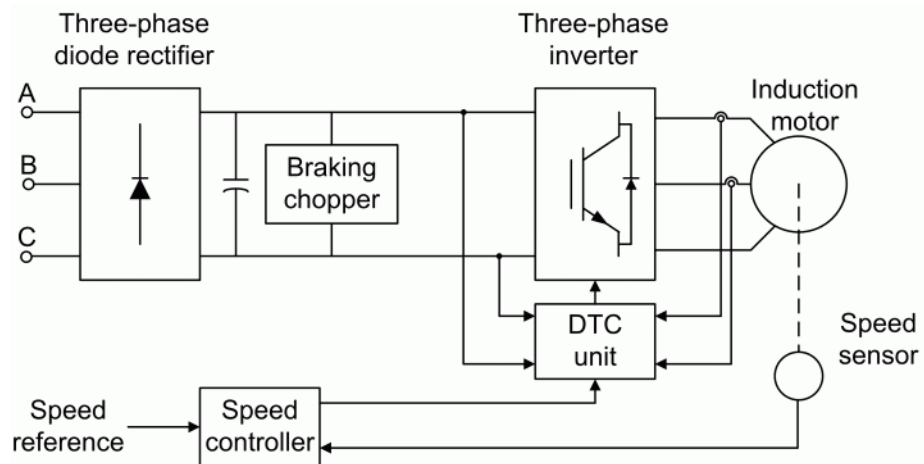 Three-phase
diode rectifier
Three-phase
inverter
A
B
C
Braking
chopper
Induction
motor
DTC
unit
Speed
sensor
Speed
reference
Speed
controller